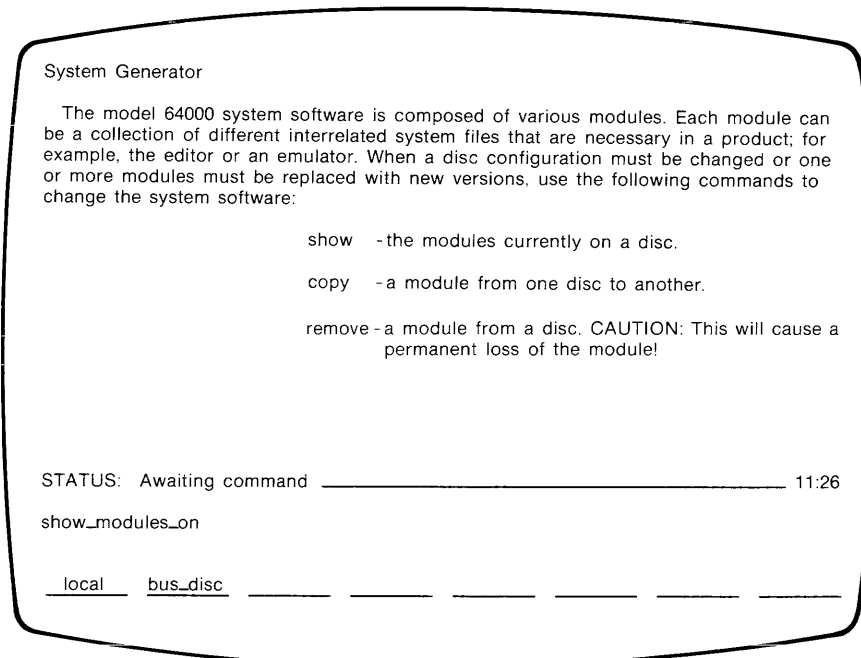 System Generator
The model 64000 system software is composed of various modules. Each module can
be a collection of different interrelated system files that are necessary in a product; for
example, the editor or an emulator. When a disc configuration must be changed or one
or more modules must be replaced with new versions, use the following commands to
change the system software:
show - the modules currently on a disc.
copy - a module from one disc to another.
remove - a module from a disc. CAUTION: This will cause a
permanent loss of the module!
STATUS: Awaiting command 11:26
show_modules_on
local bus_disc